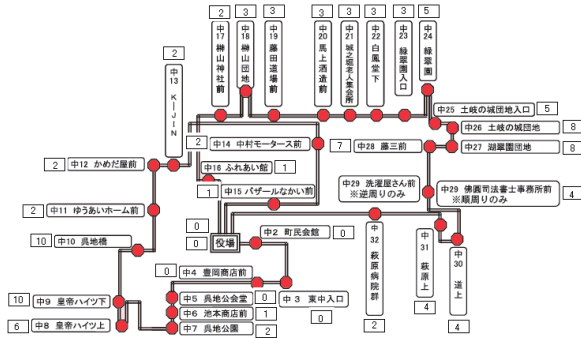 2
3
3
3
3
3
3
5
中17 榊山神社前
中18 榊山団地
中19 藤田道場前
中20 馬上酒造前
中21 城之堀老人集会所
中22 白鳳堂下
中23 緑翠園入口
中24 緑翠園
2
中13 K-JIN
中25 土岐の城団地入口
5
中26 土岐の城団地
8
2
中14 中村モータース前
7
中28 藤三前
中27 湖翠園団地
8
2
中12 かめだ屋前
中16 ふれあい館
1
1
中15 バザールなかい前
中29 洗濯屋さん前
※逆周りのみ
中29 佛圓司法書士事務所前
※順周りのみ
4
2
中11 ゆうあいホーム前
0
0
役場
中2 町民会館
0
10
中10 呉地橋
中32 萩原病院群
2
中31 萩原上
4
中30 道上
4
0
中4 豊岡商店前
10
中9 皇帝ハイツ下
中5 呉地公会堂
0
中3 東中入口
0
6
中8 皇帝ハイツ上
中6 池本商店前
1
中7 呉地公園
2